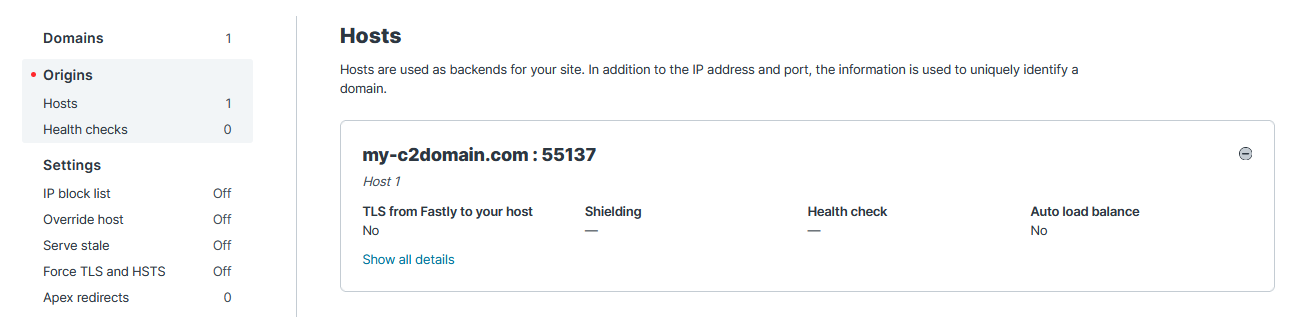 Domains 1
Origins
Hosts 1
Health checks 0
Settings
IP block list Off
Override host Off
Serve stale Off
Force TLS and HSTS Off
Apex redirects 0
Hosts
Hosts are used as backends for your site. In addition to the IP address and port, the information is used to uniquely identify a
domain.
my-c2domain.com : 55137
Host 1
TLS from Fastly to your host Shielding Health check Auto load balance
No — — No
Show all details